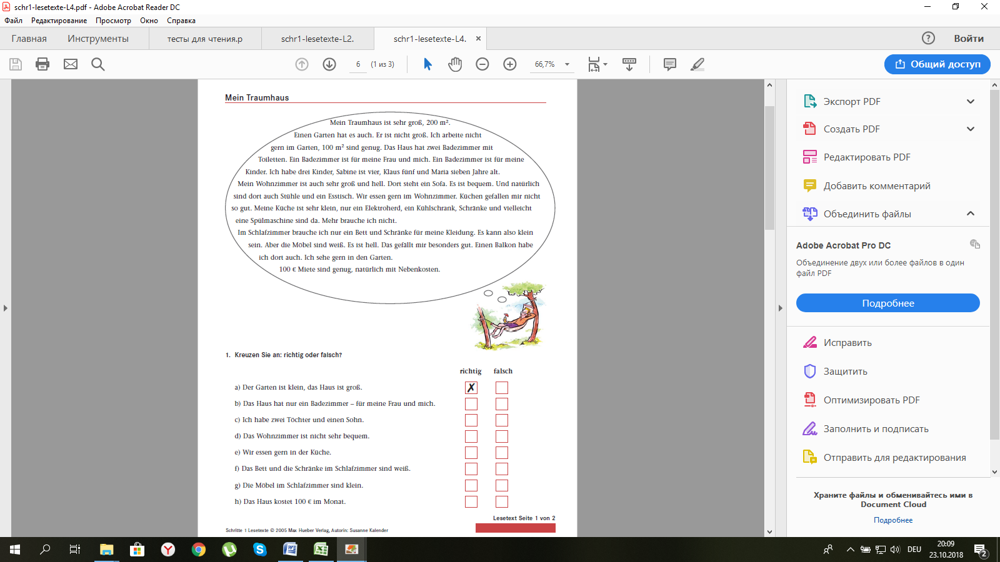 schr1-lesetexte-L4.pdf - Adobe Acrobat Reader DC
Файл Редактирование Просмотр Окно Справка
Главная Инструменты тесты для чтения.p schr1-lesetexte-L2. schr1-lesetexte-L4. Войти
6 (1 из 3) 66,7% Общий доступ
Mein Traumhaus
Mein Traumhaus ist sehr groß, 200 m².
Einen Garten hat es auch. Er ist nicht groß. Ich arbeite nicht
gern im Garten, 100 m² sind genug. Das Haus hat zwei Badezimmer mit
Toiletten. Ein Badezimmer ist für meine Frau und mich. Ein Badezimmer ist für meine
Kinder. Ich habe drei Kinder, Sabine ist vier, Klaus fünf und Maria sieben Jahre alt.
Mein Wohnzimmer ist auch sehr groß und hell. Dort steht ein Sofa. Es ist bequem. Und natürlich
sind dort auch Stühle und ein Esstisch. Wir essen gern im Wohnzimmer. Küchen gefallen mir nicht
so gut. Meine Küche ist sehr klein, nur ein Elektroherd, ein Kühlschrank, Schränke und vielleicht
eine Spülmaschine sind da. Mehr brauche ich nicht.
Im Schlafzimmer brauche ich nur ein Bett und Schränke für meine Kleidung. Es kann also klein
sein. Aber die Möbel sind weiß. Es ist hell. Das gefällt mir besonders gut. Einen Balkon habe
ich dort auch. Ich sehe gern in den Garten.
100 € Miete sind genug, natürlich mit Nebenkosten.
1. Kreuzen Sie an: richtig oder falsch?
richtig falsch
a) Der Garten ist klein, das Haus ist groß. ✗
b) Das Haus hat nur ein Badezimmer – für meine Frau und mich.
c) Ich habe zwei Töchter und einen Sohn.
d) Das Wohnzimmer ist nicht sehr bequem.
e) Wir essen gern in der Küche.
f) Das Bett und die Schränke im Schlafzimmer sind weiß.
g) Die Möbel im Schlafzimmer sind klein.
h) Das Haus kostet 100 € im Monat.
Lesetext Seite 1 von 2
Schritte 1 Lesetexte © 2005 Max Hueber Verlag, Autorin: Susanne Kalender
Экспорт PDF
Создать PDF
Редактировать PDF
Добавить комментарий
Объединить файлы
Adobe Acrobat Pro DC
Объединение двух или более файлов в один
файл PDF
Подробнее
Исправить
Защитить
Оптимизировать PDF
Заполнить и подписать
Отправить для редактирования
Храните файлы и обменивайтесь ими в
Document Cloud
Подробнее
DEU
20:09
23.10.2018
2